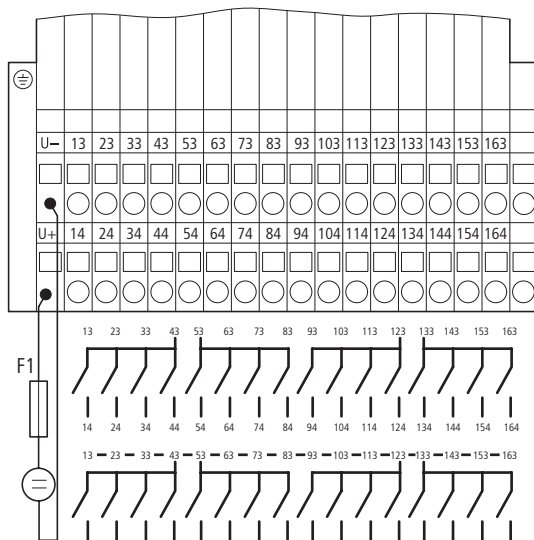 U− 13 23 33 43 53 63 73 83 93 103 113 123 133 143 153 163
U+ 14 24 34 44 54 64 74 84 94 104 114 124 134 144 154 164
13 23 33 43 53 63 73 83 93 103 113 123 133 143 153 163
F1
14 24 34 44 54 64 74 84 94 104 114 124 134 144 154 164
13 23 33 43 53 63 73 83 93 103 113 123 133 143 153 163